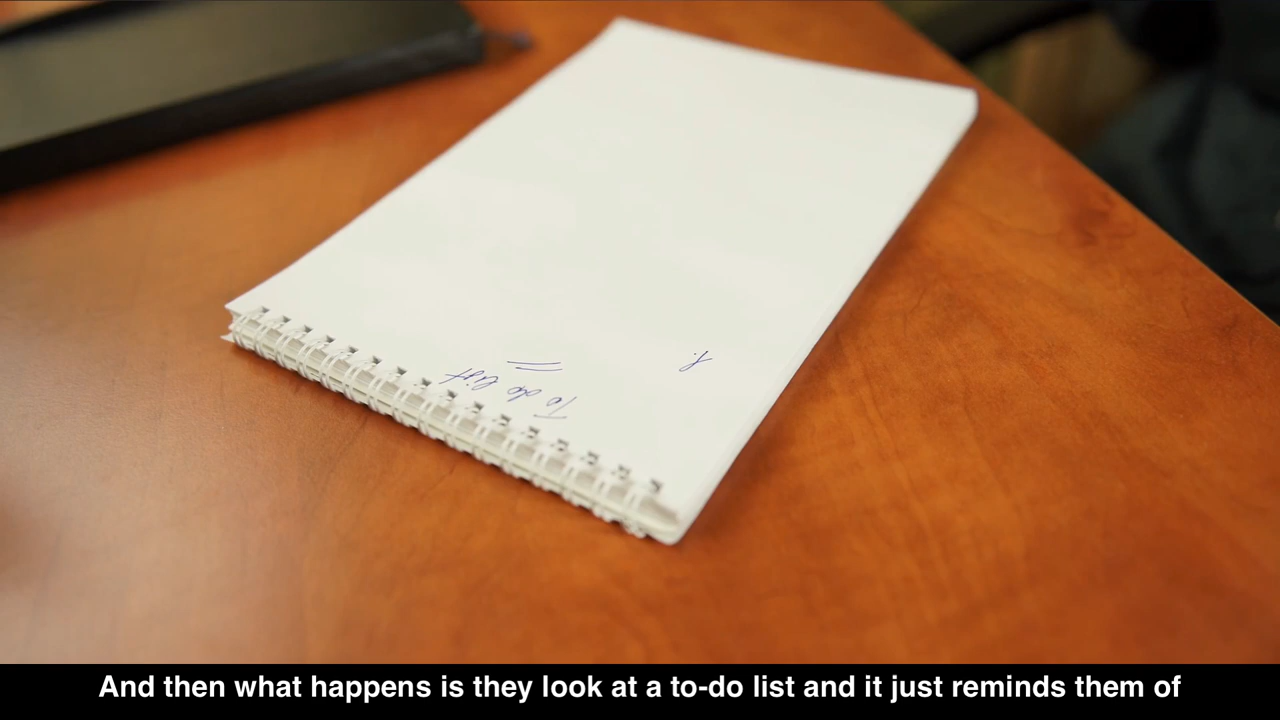 To do list
1.
And then what happens is they look at a to-do list and it just reminds them of